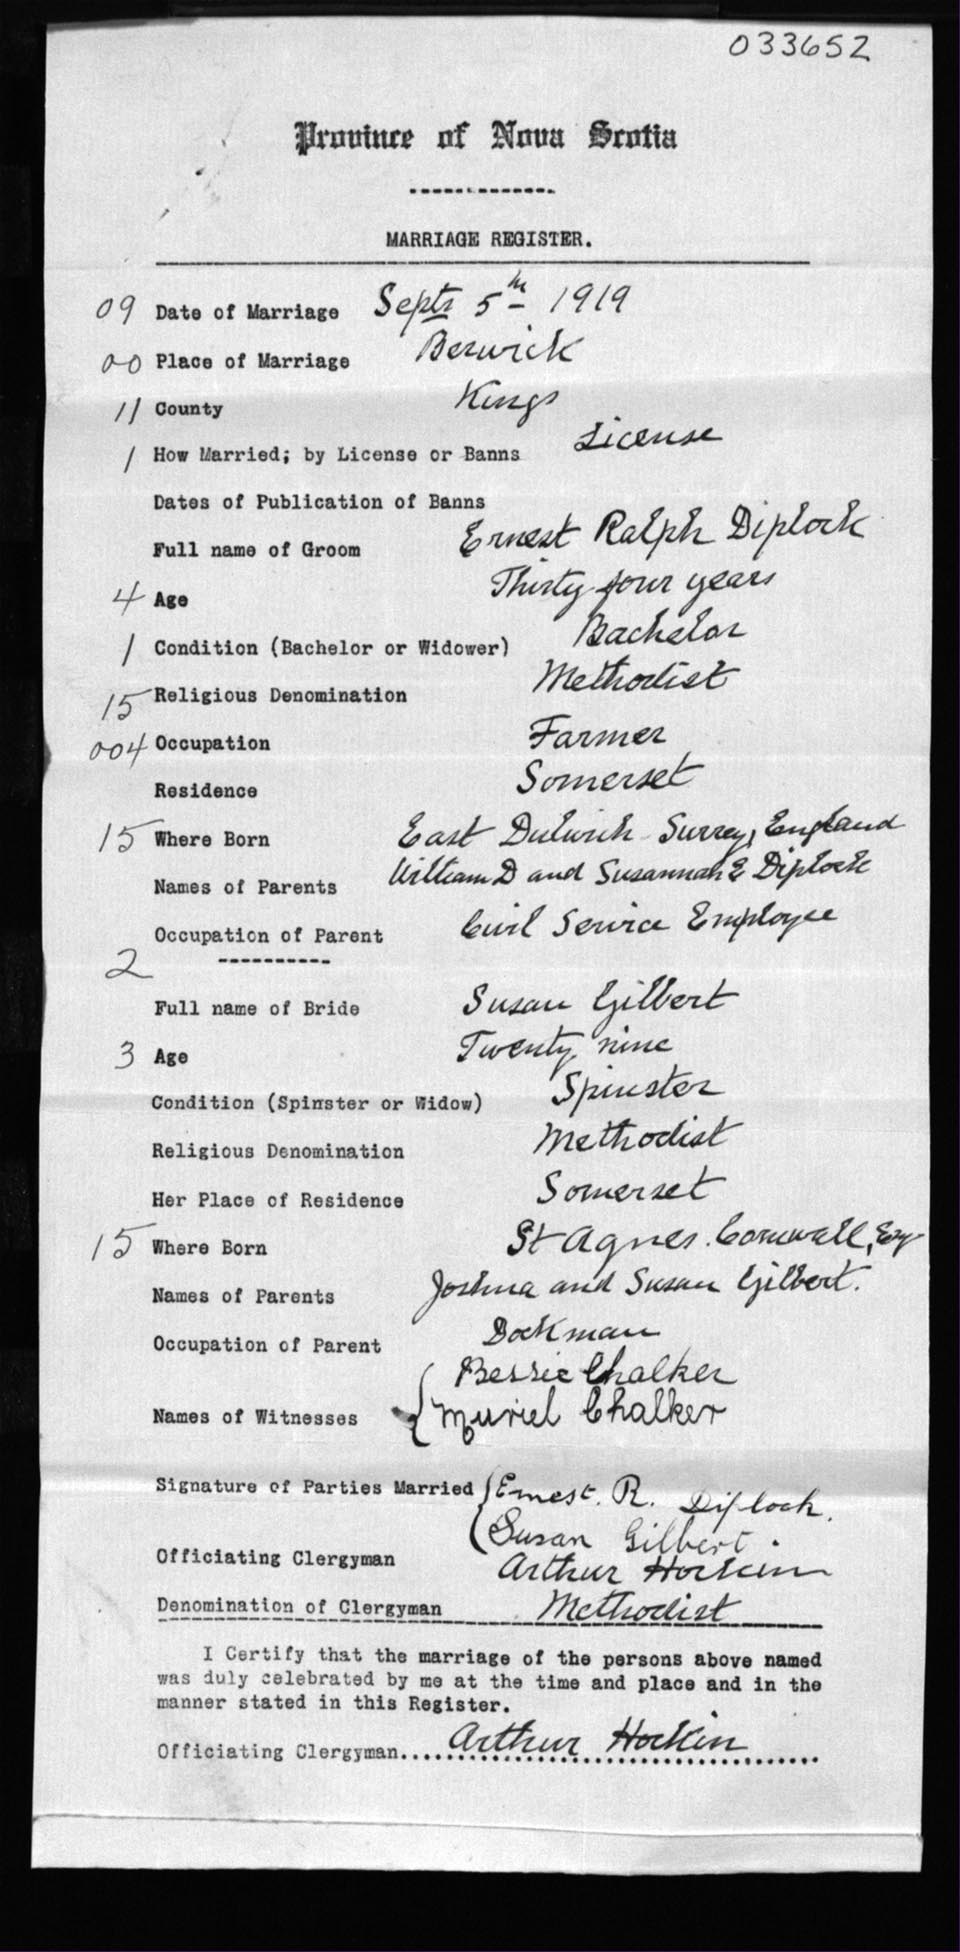 033652
Province of Nova Scotia
MARRIAGE REGISTER.
09 Date of Marriage Septr 5th 1919
00 Place of Marriage Berwick
11 County Kings
1 How Married; by License or Banns License
Dates of Publication of Banns
Full name of Groom Ernest Ralph Diplock
4 Age Thirty four years
1 Condition (Bachelor or Widower) Bachelor
15 Religious Denomination Methodist
004 Occupation Farmer
Residence Somerset
15 Where Born East Dulwich Surrey, England
Names of Parents William D and Susannah E Diplock
Occupation of Parent Civil Service Employee
2
Full name of Bride Susan Gilbert
3 Age Twenty nine
Condition (Spinster or Widow) Spinster
Religious Denomination Methodist
Her Place of Residence Somerset
15 Where Born St Agnes. Cornwall, Eng
Names of Parents Joshua and Susan Gilbert.
Occupation of Parent Dockman
Bessie Chalker
Names of Witnesses Muriel Chalker
Signature of Parties Married Ernest. R. Diplock.
Susan Gilbert.
Officiating Clergyman Arthur Hockin
Denomination of Clergyman Methodist
I Certify that the marriage of the persons above named
was duly celebrated by me at the time and place and in the
manner stated in this Register.
Officiating Clergyman.... Arthur Hockin